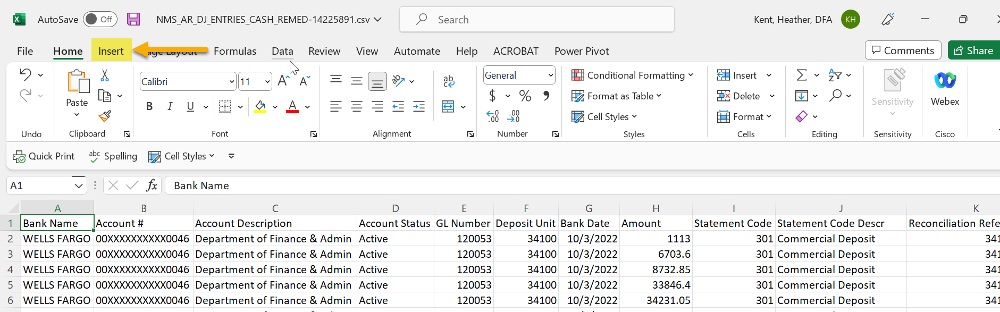 AutoSave Off NMS_AR_DJ_ENTRIES_CASH_REMED-14225891.csv Search Kent, Heather, DFA KH
File Home Insert age Layout Formulas Data Review View Automate Help ACROBAT Power Pivot Comments Share
Calibri 11 General Conditional Formatting Insert
Paste Format as Table Delete Sensitivity Webex
B I U A $ % Cell Styles Format
Undo Clipboard Font Alignment Number Styles Cells Editing Sensitivity Cisco
Quick Print Spelling Cell Styles
A1 fx Bank Name
A B C D E F G H I J K
1 Bank Name Account # Account Description Account Status GL Number Deposit Unit Bank Date Amount Statement Code Statement Code Descr Reconciliation Refe
2 WELLS FARGO 00XXXXXXXXXX0046 Department of Finance & Admin Active 120053 34100 10/3/2022 1113 301 Commercial Deposit 341
3 WELLS FARGO 00XXXXXXXXXX0046 Department of Finance & Admin Active 120053 34100 10/3/2022 6703.6 301 Commercial Deposit 341
4 WELLS FARGO 00XXXXXXXXXX0046 Department of Finance & Admin Active 120053 34100 10/3/2022 8732.85 301 Commercial Deposit 341
5 WELLS FARGO 00XXXXXXXXXX0046 Department of Finance & Admin Active 120053 34100 10/3/2022 33846.4 301 Commercial Deposit 341
6 WELLS FARGO 00XXXXXXXXXX0046 Department of Finance & Admin Active 120053 34100 10/3/2022 34231.05 301 Commercial Deposit 341